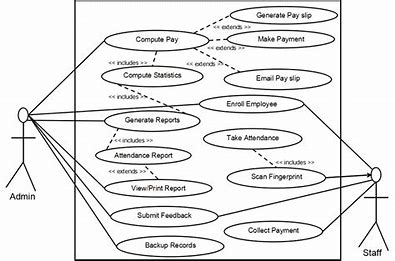 Generate Pay slip
<< extends >>
Compute Pay
Make Payment
<< extends >>
<< includes >>
<< extends >>
Compute Statistics
Email Pay slip
<< includes >>
Enroll Employee
Generate Reports
<< includes >>
Take Attendance
Attendance Report
<< includes >>
<< extends >>
Scan Fingerprint
View/Print Report
Admin
Submit Feedback
Collect Payment
Backup Records
Staff